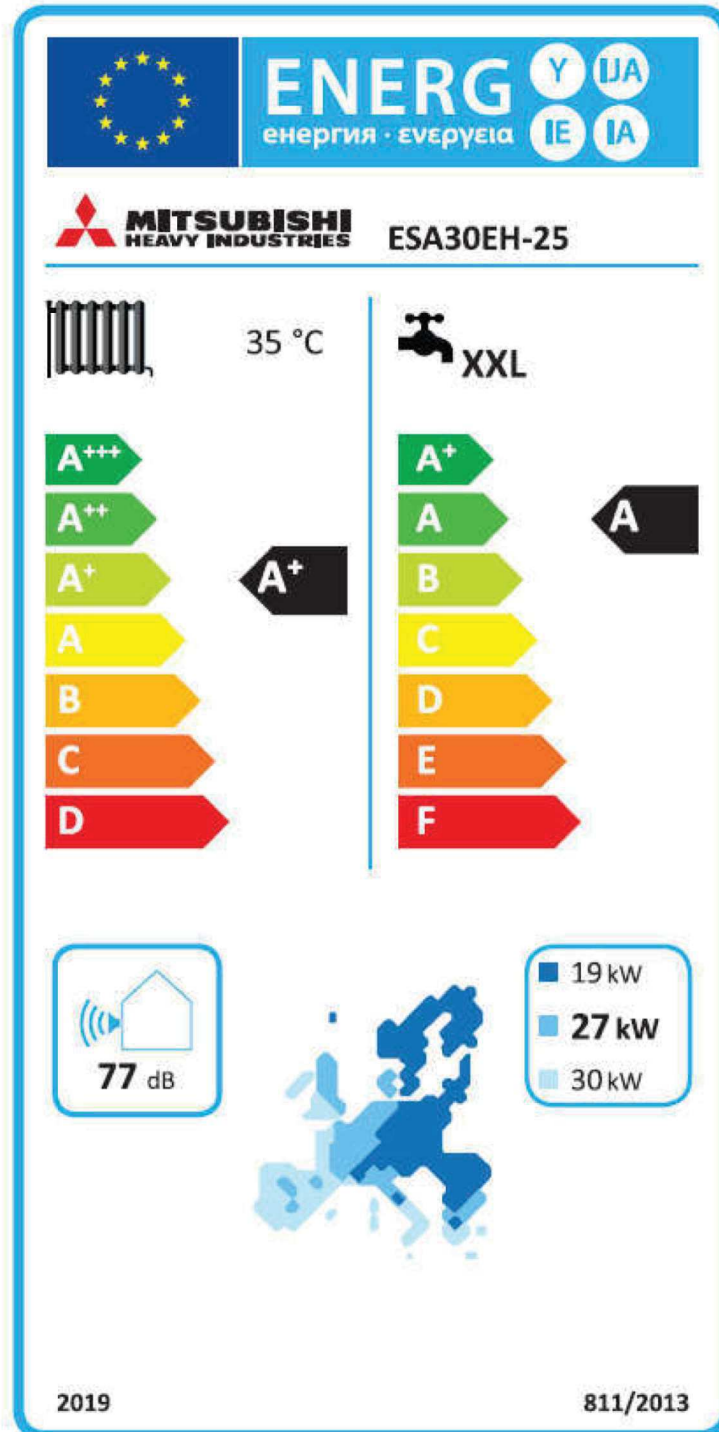 ENERG Y IJA
енергия · ενεργεια IE IA
MITSUBISHI
HEAVY INDUSTRIES
ESA30EH-25
35 °C
XXL
A+++
A++
A+
A
B
C
D
A+
A+
A
B
C
D
E
F
A
77 dB
19 kW
27 kW
30 kW
2019
811/2013